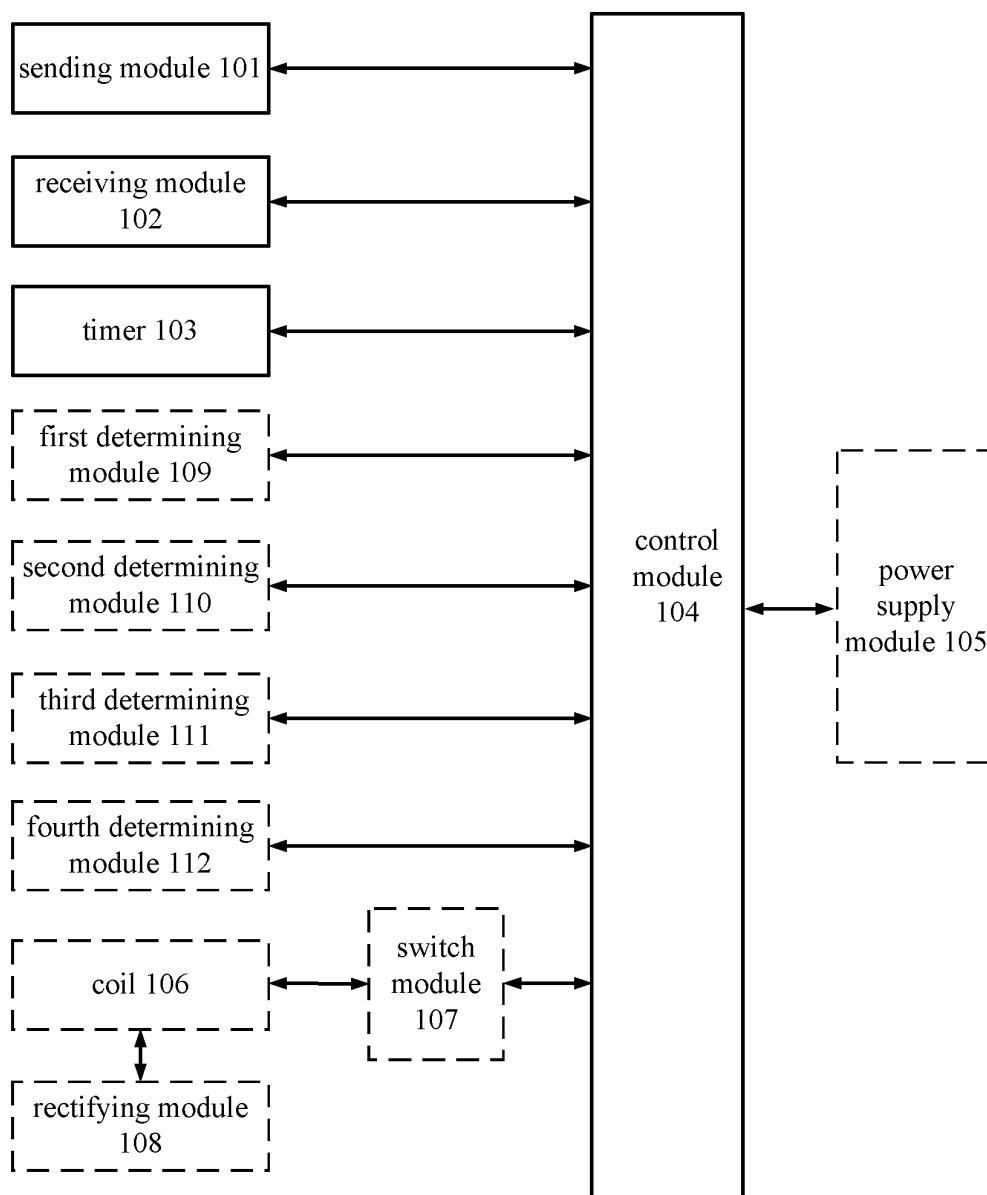 sending module 101
receiving module
102
timer 103
first determining
module 109
second determining
module 110
third determining
module 111
fourth determining
module 112
coil 106
rectifying module
108
switch
module
107
control
module
104
power
supply
module 105